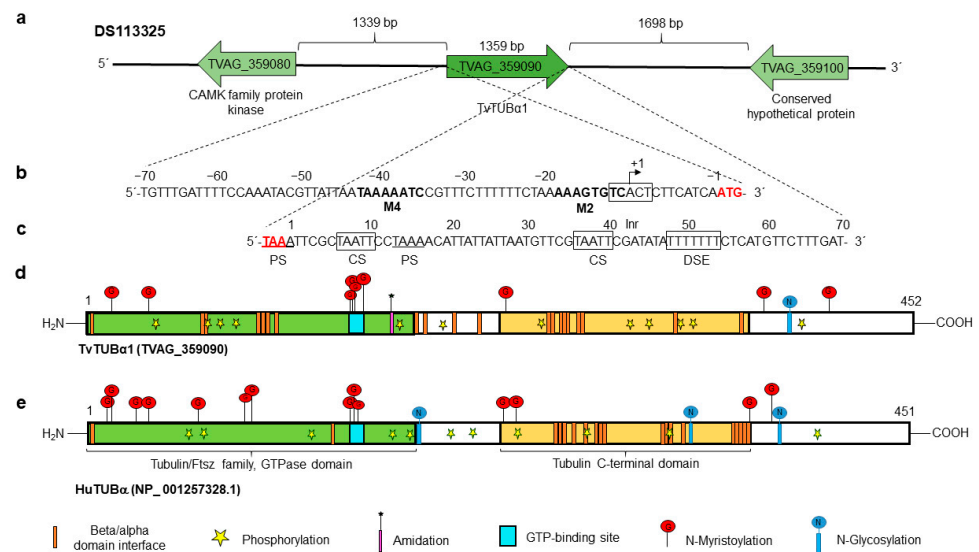 a
DS113325
1339 bp
1359 bp
1698 bp
5´
TVAG_359080
TVAG_359090
TVAG_359100
3´
CAMK family protein
kinase
TvTUBα1
Conserved
hypothetical protein
b
−70 −60 −50 −40 −30 −20 −10 +1 −1
5´-TGTTTGATTTTCCAAATACGTTATTAATAAAAATCCGTTTCTTTTTTCTAAAAAGTGTCACTCTTCATCAATG- 3´
M4
M2
c
1 10 20 30 40 Inr 50 60 70
5´-TAAATTCGCTAATTCCTAAAACATTATTATTAATGTTCGTAATTCGATATATTTTTTTCTCATGTTCTTTGAT- 3´
PS CS PS CS DSE
d
1
G G G G G G G G G
N
452
H₂N
COOH
TvTUBα1 (TVAG_359090)
e
1
G G G G G G G G G G G G G G G
N N N
451
H₂N
COOH
Tubulin/Ftsz family, GTPase domain
Tubulin C-terminal domain
HuTUBα (NP_001257328.1)
Beta/alpha
domain interface
Phosphorylation
Amidation
GTP-binding site
G
N-Myristoylation
N
N-Glycosylation